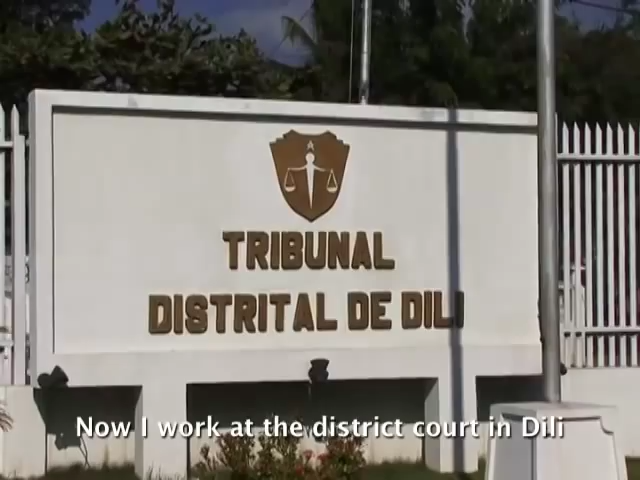 TRIBUNAL
DISTRITAL DE DILI
Now I work at the district court in Dili